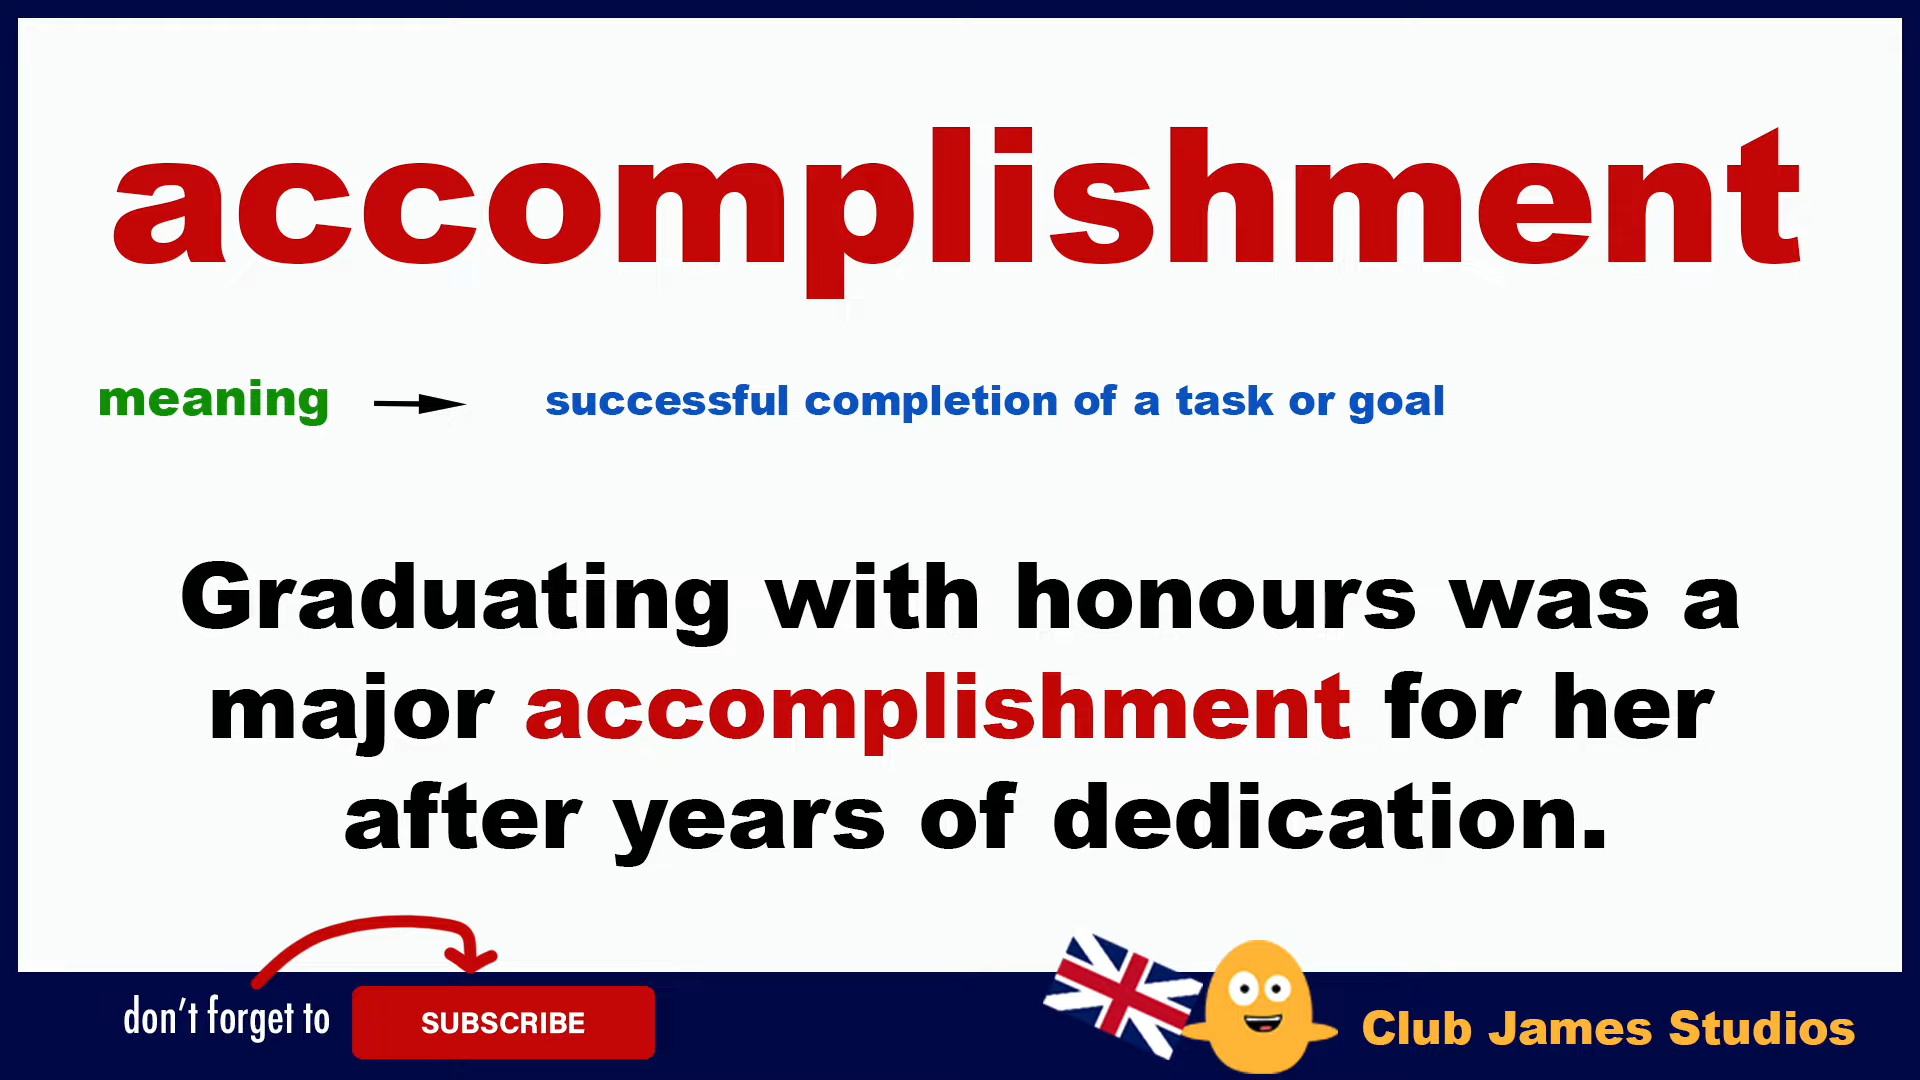 accomplishment
meaning successful completion of a task or goal
Graduating with honours was a
major accomplishment for her
after years of dedication.
don't forget to SUBSCRIBE
Club James Studios